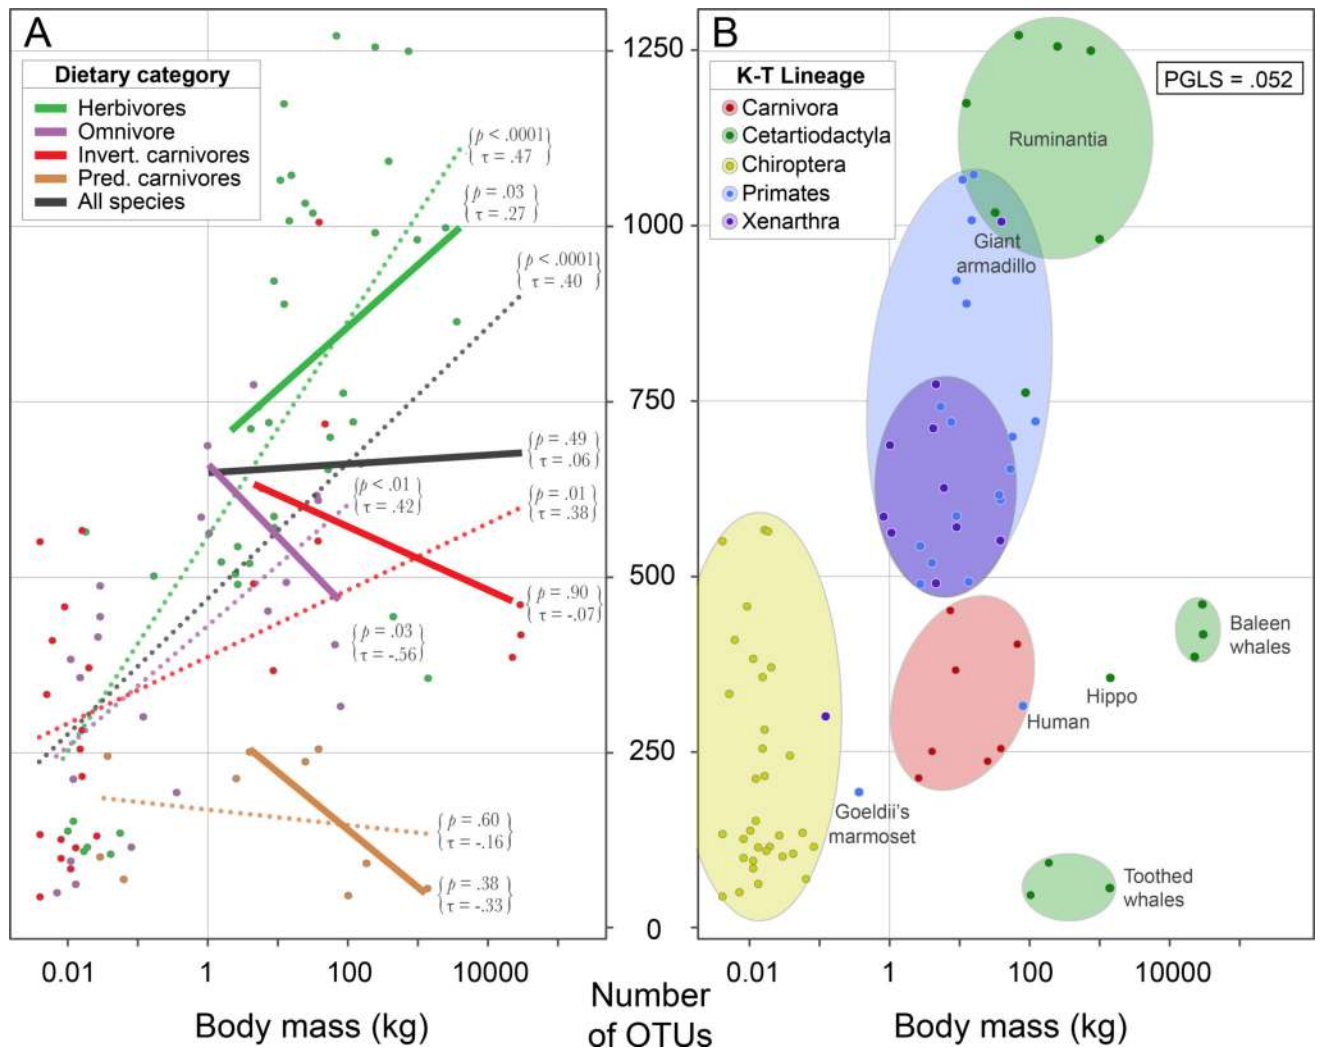 A
Dietary category
Herbivores
Omnivore
Invert. carnivores
Pred. carnivores
All species
p < .0001
τ = .47
p = .03
τ = .27
p < .0001
τ = .40
p = .49
τ = .06
p < .01
τ = .42
p = .01
τ = .38
p = .90
τ = -.07
p = .03
τ = -.56
p = .60
τ = -.16
p = .38
τ = -.33
0.01 1 100 10000
Body mass (kg)
1250
1000
750
500
250
0
Number
of OTUs
B
K-T Lineage
Carnivora
Cetartiodactyla
Chiroptera
Primates
Xenarthra
PGLS = .052
Ruminantia
Giant
armadillo
Baleen
whales
Hippo
Human
Goeldii's
marmoset
Toothed
whales
0.01 1 100 10000
Body mass (kg)